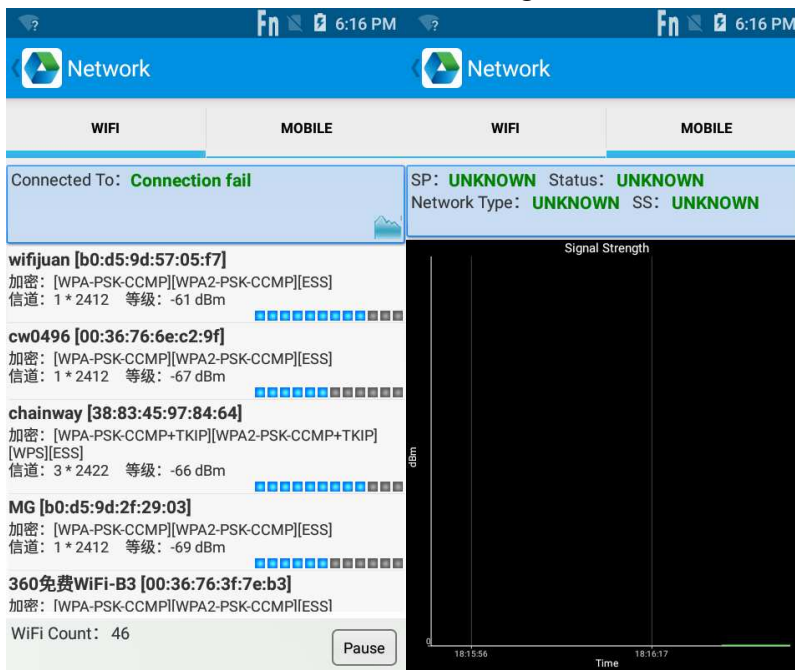 Fn 6:16 PM
Network
WIFI MOBILE
Connected To: Connection fail
wifijuan [b0:d5:9d:57:05:f7]
加密: [WPA-PSK-CCMP][WPA2-PSK-CCMP][ESS]
信道: 1 * 2412 等级: -61 dBm
cw0496 [00:36:76:6e:c2:9f]
加密: [WPA-PSK-CCMP][WPA2-PSK-CCMP][ESS]
信道: 1 * 2412 等级: -67 dBm
chainway [38:83:45:97:84:64]
加密: [WPA-PSK-CCMP+TKIP][WPA2-PSK-CCMP+TKIP]
[WPS][ESS]
信道: 3 * 2422 等级: -66 dBm
MG [b0:d5:9d:2f:29:03]
加密: [WPA-PSK-CCMP][WPA2-PSK-CCMP][ESS]
信道: 1 * 2412 等级: -69 dBm
360免费WiFi-B3 [00:36:76:3f:7e:b3]
加密: [WPA-PSK-CCMP][WPA2-PSK-CCMP][ESS]
WiFi Count: 46
Pause
Fn 6:16 PM
Network
WIFI MOBILE
SP: UNKNOWN Status: UNKNOWN
Network Type: UNKNOWN SS: UNKNOWN
Signal Strength
dBm
0
18:15:56 18:16:17
Time